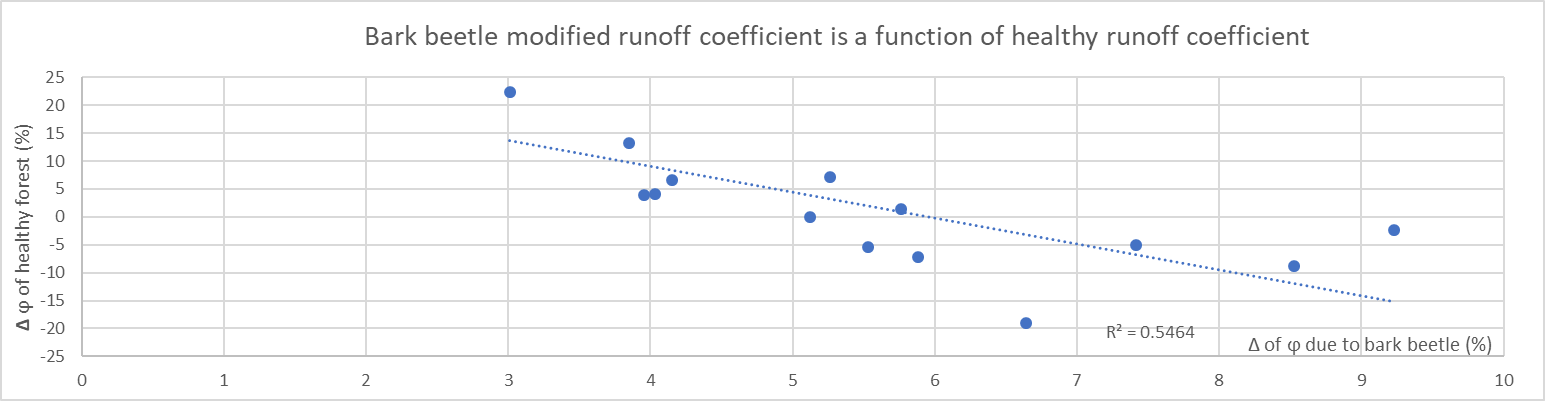 Bark beetle modified runoff coefficient is a function of healthy runoff coefficient
Δ φ of healthy forest (%)
25
20
15
10
5
0
-5
-10
-15
-20
-25
R² = 0.5464
Δ of φ due to bark beetle (%)
0 1 2 3 4 5 6 7 8 9 10